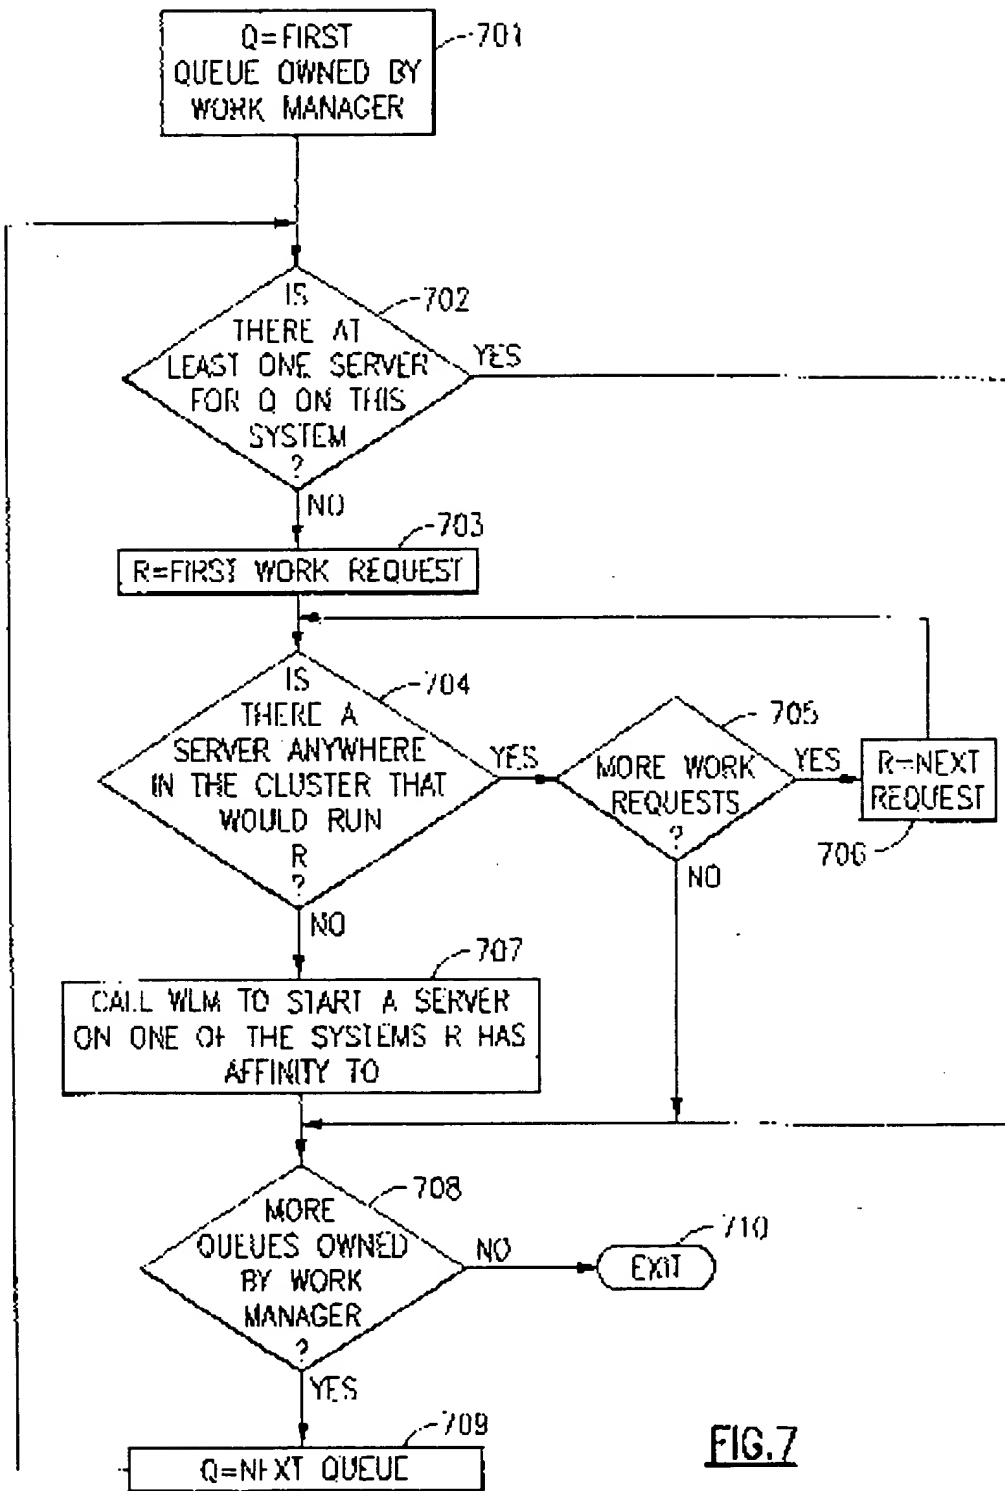 Q=FIRST
QUEUE OWNED BY
WORK MANAGER
701
IS
THERE AT
LEAST ONE SERVER
FOR Q ON THIS
SYSTEM
?
702
YES
NO
703
R=FIRST WORK REQUEST
IS
THERE A
SERVER ANYWHERE
IN THE CLUSTER THAT
WOULD RUN
R
?
704
YES
NO
705
MORE WORK
REQUESTS
?
YES
NO
R=NEXT
REQUEST
706
707
CALL WLM TO START A SERVER
ON ONE OF THE SYSTEMS R HAS
AFFINITY TO
708
MORE
QUEUES OWNED
BY WORK
MANAGER
?
NO
710
EXIT
YES
709
Q=NEXT QUEUE
FIG.7